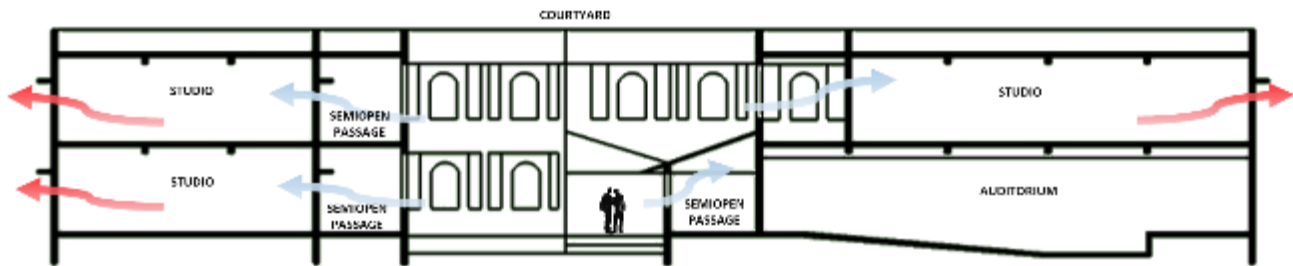 COURTYARD
STUDIO
SEMIOPEN
PASSAGE
STUDIO
STUDIO
SEMIOPEN
PASSAGE
SEMIOPEN
PASSAGE
AUDITORIUM